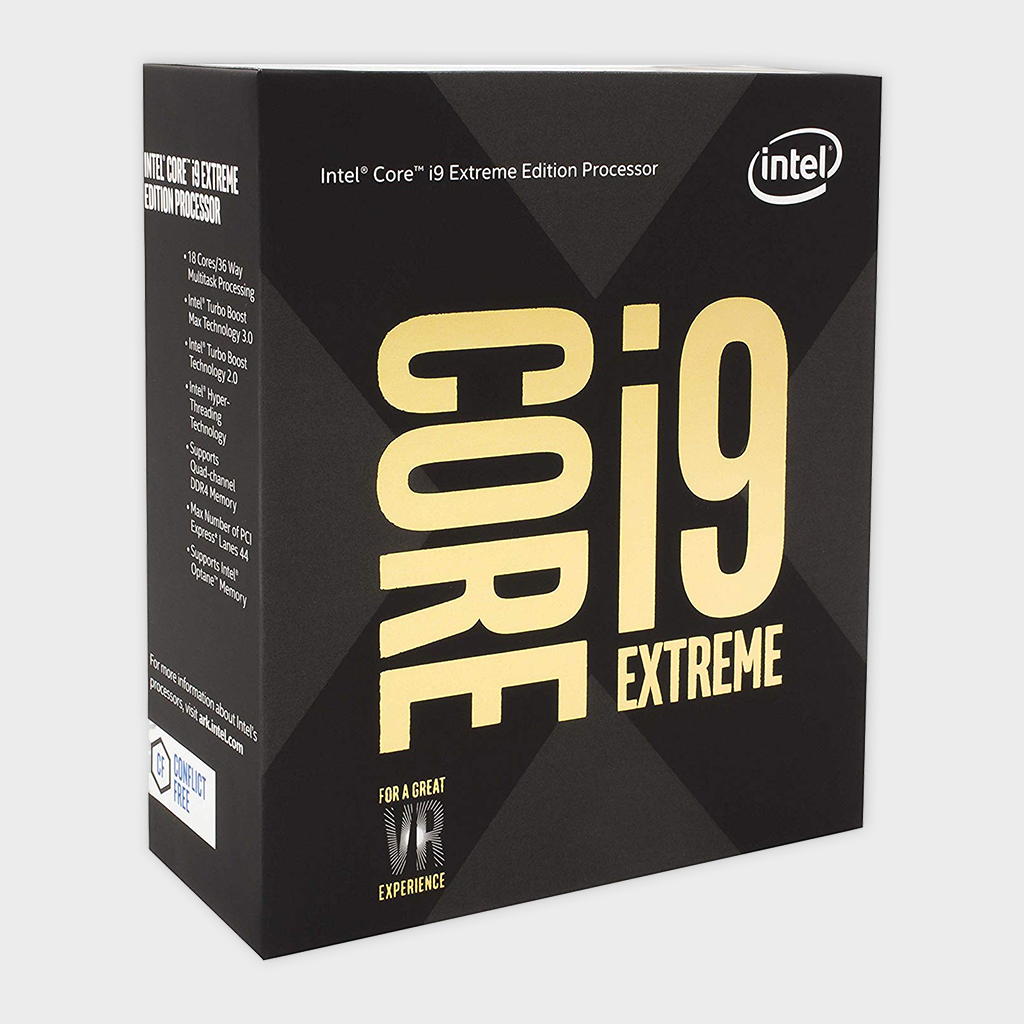 INTEL® CORE™ i9 EXTREME
EDITION PROCESSOR
• 18 Cores/36 Way
Multitask Processing
• Intel® Turbo Boost
Max Technology 3.0
• Intel® Turbo Boost
Technology 2.0
• Intel® Hyper-
Threading
Technology
• Supports
Quad-channel
DDR4 Memory
• Max Number of PCI
Express® Lanes 44
• Supports Intel®
Optane™ Memory
For more information about Intel's
processors, visit ark.intel.com
CF
CONFLICT
FREE
Intel® Core™ i9 Extreme Edition Processor
intel®
CORE
i9
EXTREME
FOR A GREAT
VR
EXPERIENCE